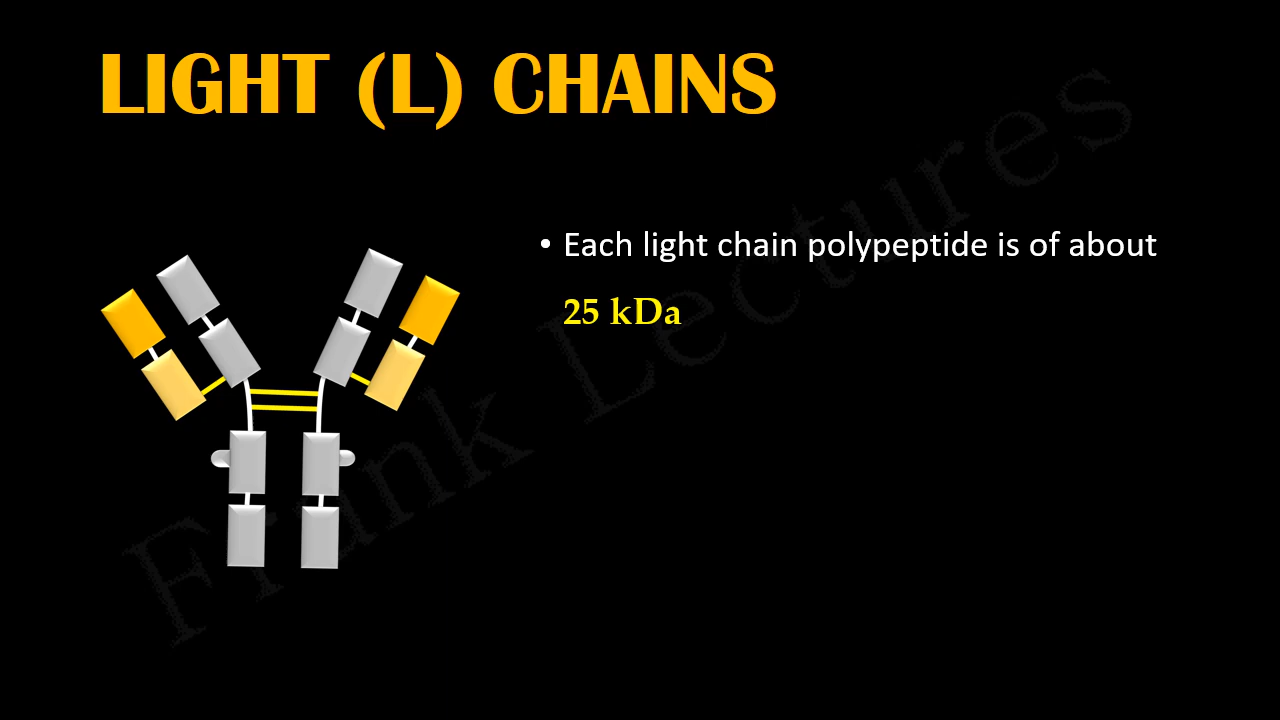 LIGHT (L) CHAINS
• Each light chain polypeptide is of about
25 kDa
Frank Lectures